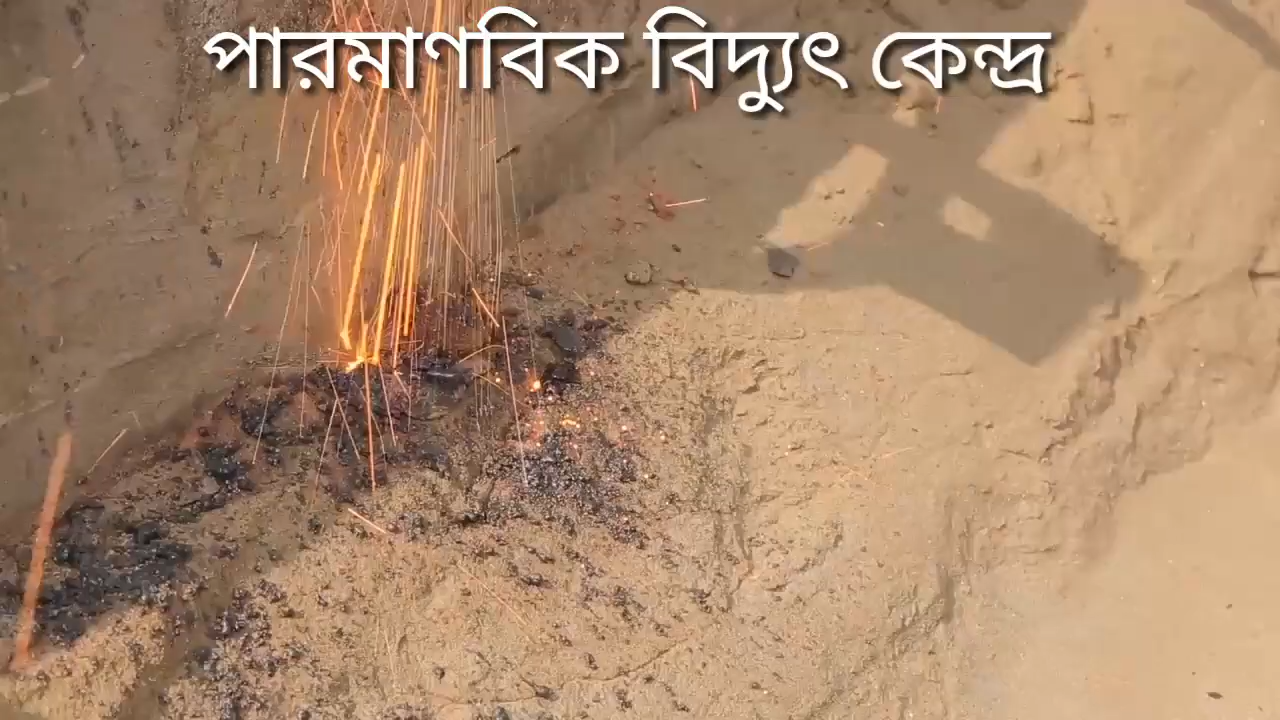 পারমাণবিক বিদ্যুৎ কেন্দ্র